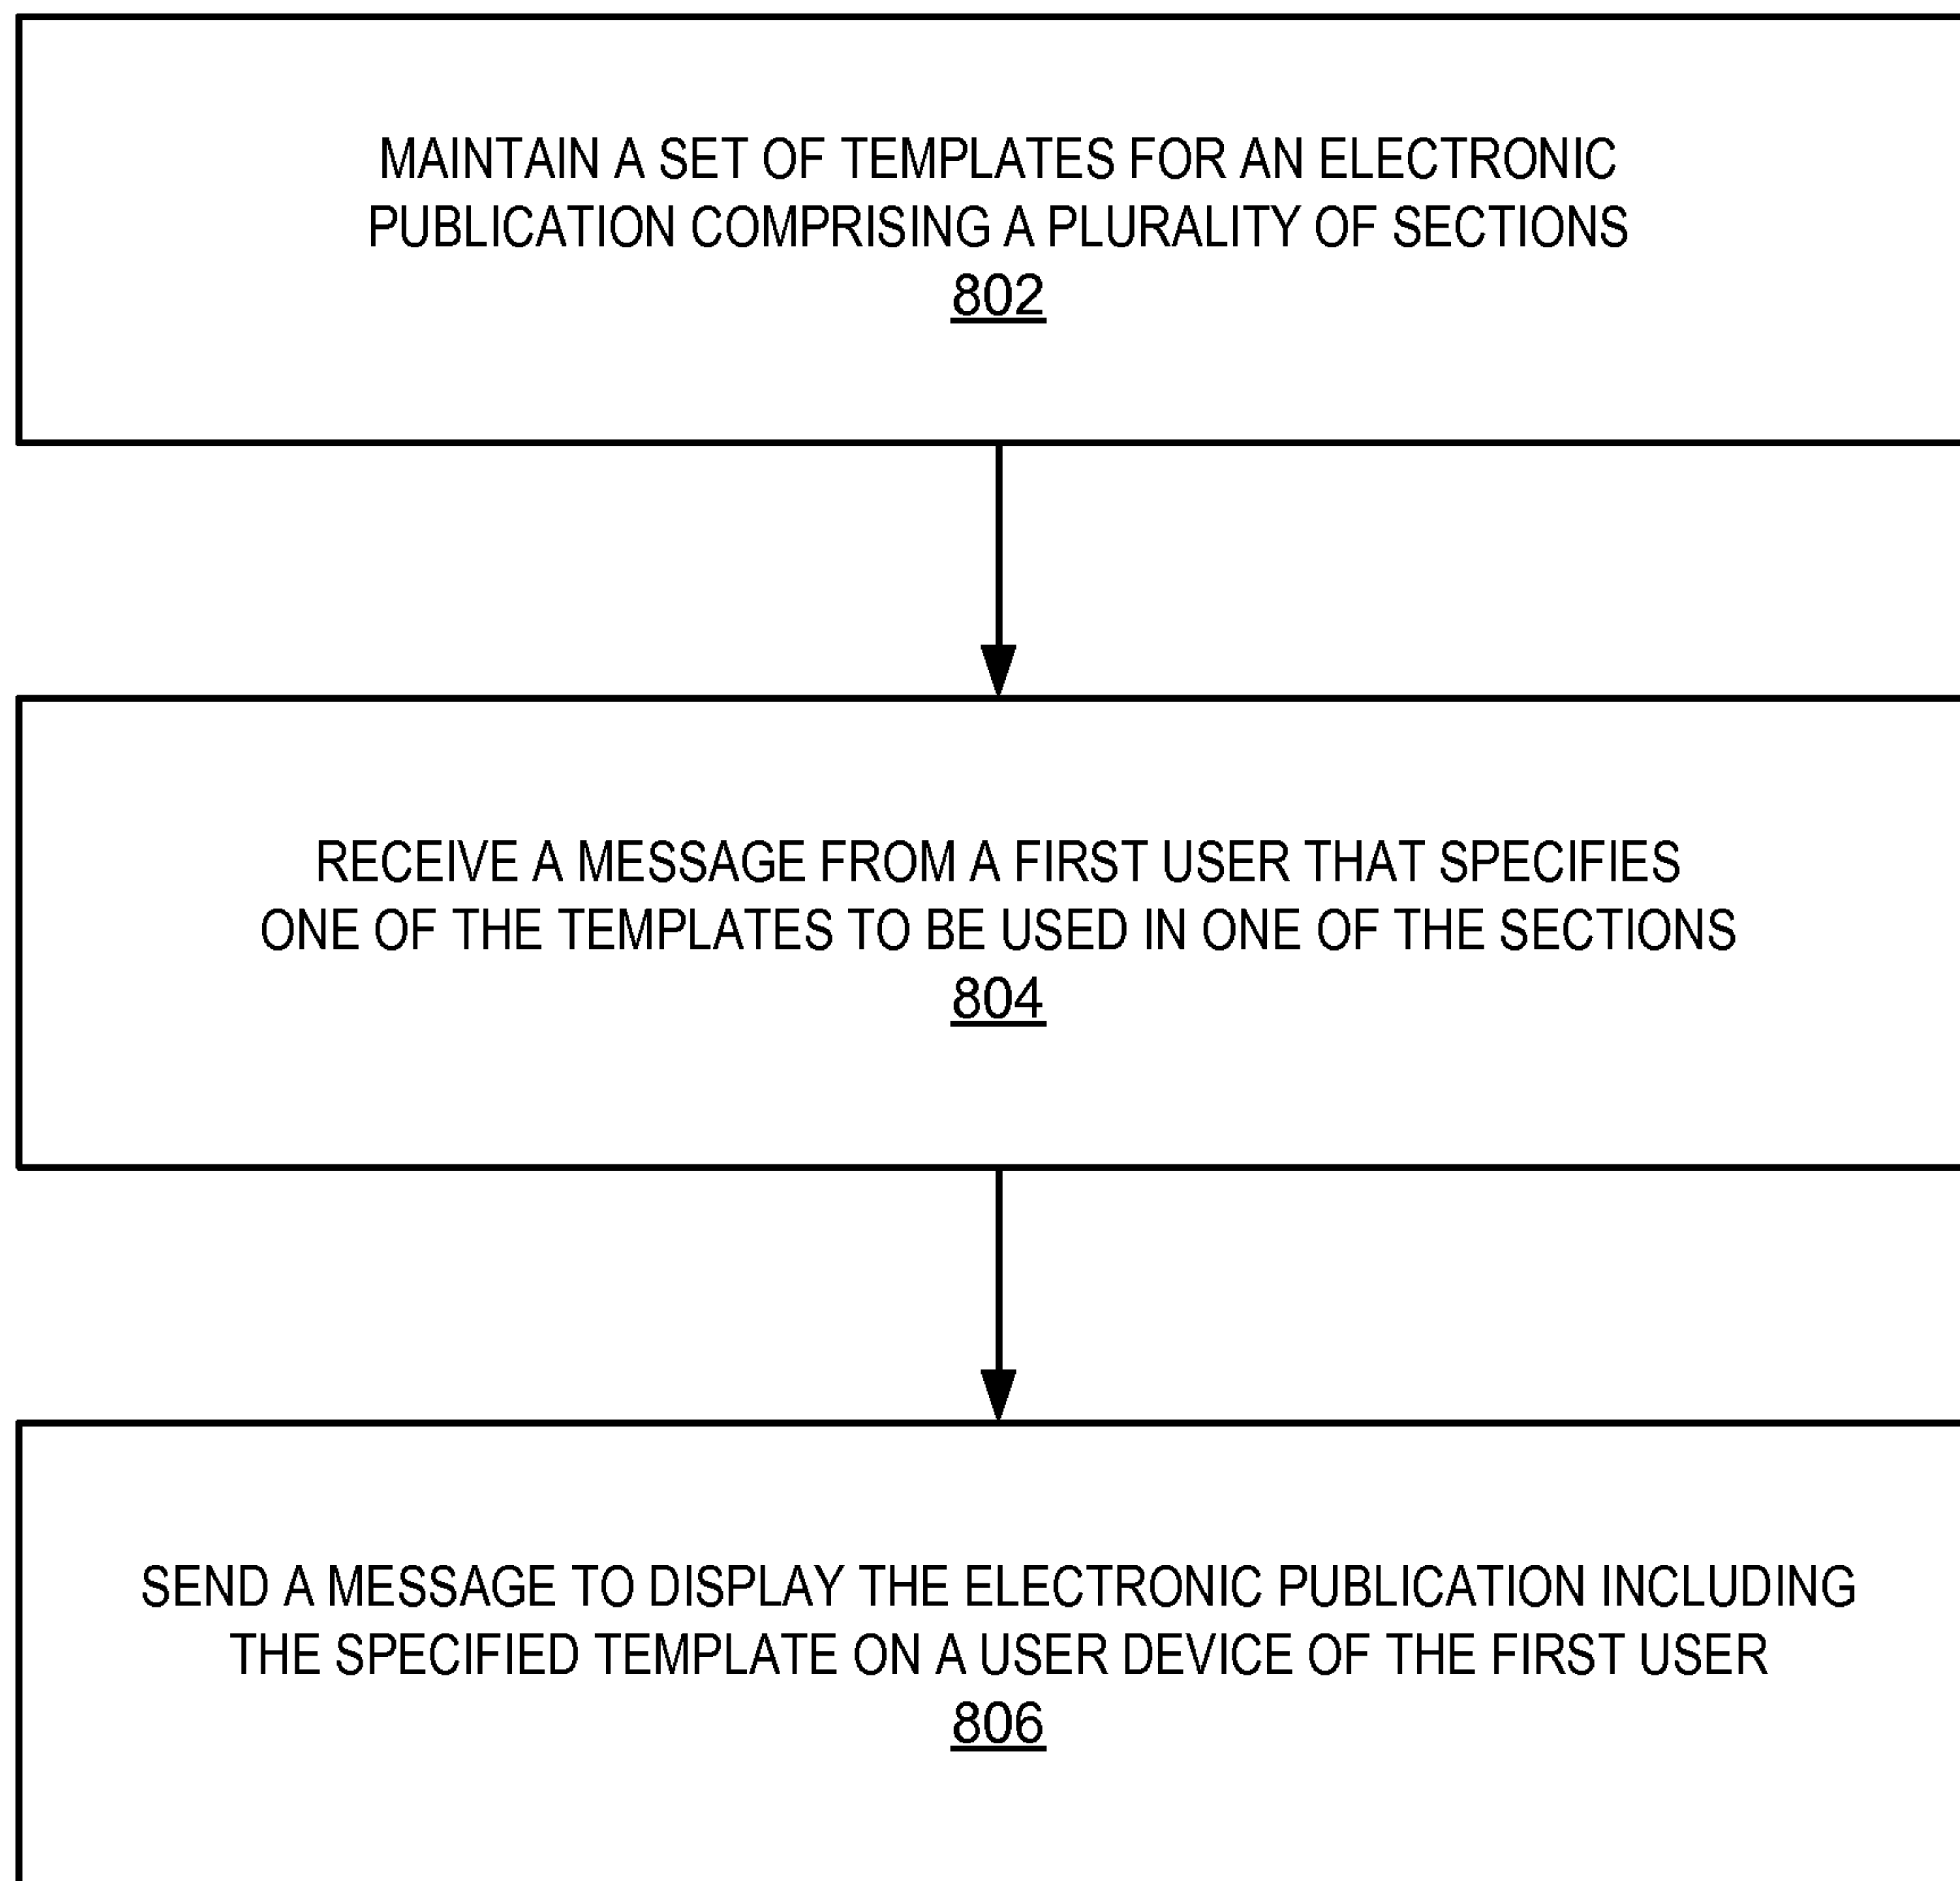 MAINTAIN A SET OF TEMPLATES FOR AN ELECTRONIC
PUBLICATION COMPRISING A PLURALITY OF SECTIONS
802
RECEIVE A MESSAGE FROM A FIRST USER THAT SPECIFIES
ONE OF THE TEMPLATES TO BE USED IN ONE OF THE SECTIONS
804
SEND A MESSAGE TO DISPLAY THE ELECTRONIC PUBLICATION INCLUDING
THE SPECIFIED TEMPLATE ON A USER DEVICE OF THE FIRST USER
806